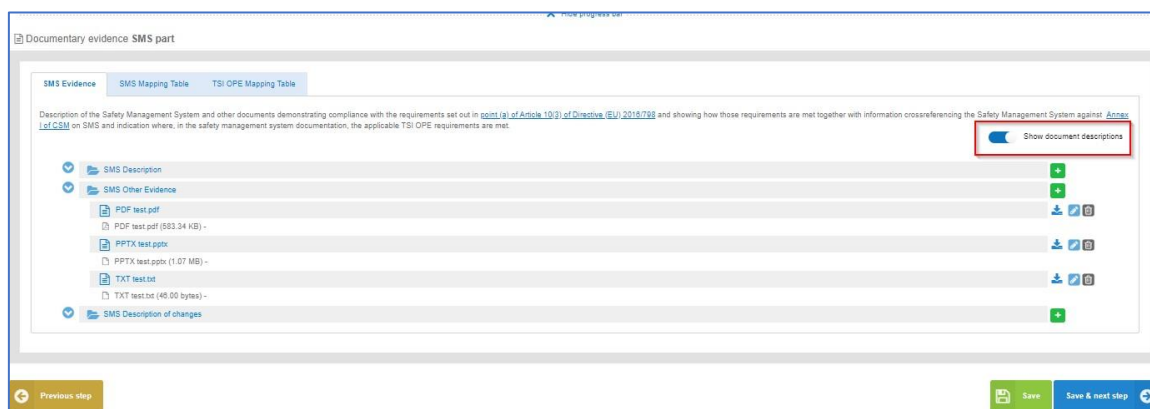 Hide progress bar
Documentary evidence SMS part
SMS Evidence SMS Mapping Table TSI OPE Mapping Table
Description of the Safety Management System and other documents demonstrating compliance with the requirements set out in point (a) of Article 10(3) of Directive (EU) 2016/798 and showing how those requirements are met together with information crossreferencing the Safety Management System against Annex
I of CSM on SMS and indication where, in the safety management system documentation, the applicable TSI OPE requirements are met.
Show document descriptions
SMS Description
SMS Other Evidence
PDF test.pdf
PDF test.pdf (583.34 KB) -
PPTX test.pptx
PPTX test.pptx (1.07 MB) -
TXT test.txt
TXT test.txt (46.00 bytes) -
SMS Description of changes
Previous step Save Save & next step